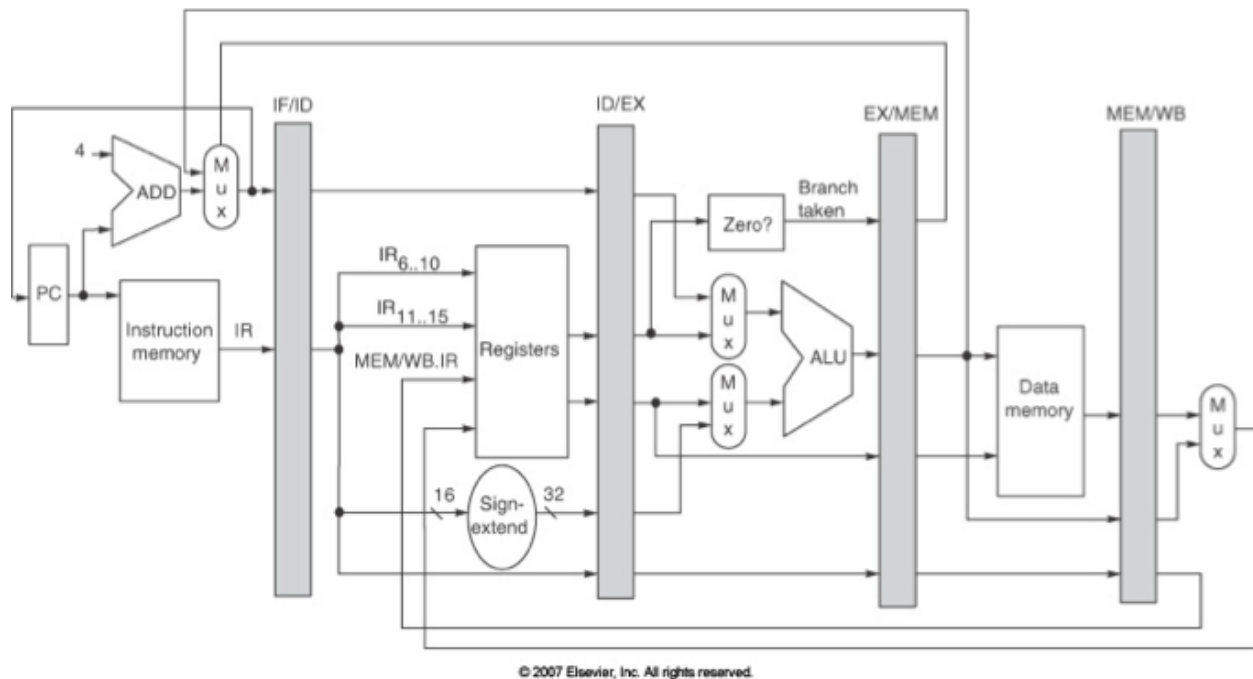 IF/ID
ID/EX
EX/MEM
MEM/WB
4
ADD
M
u
x
Branch
taken
Zero?
PC
Instruction
memory
IR
IR6..10
IR11..15
MEM/WB.IR
Registers
M
u
x
M
u
x
ALU
Data
memory
M
u
x
16
Sign-
extend
32
© 2007 Elsevier, Inc. All rights reserved.